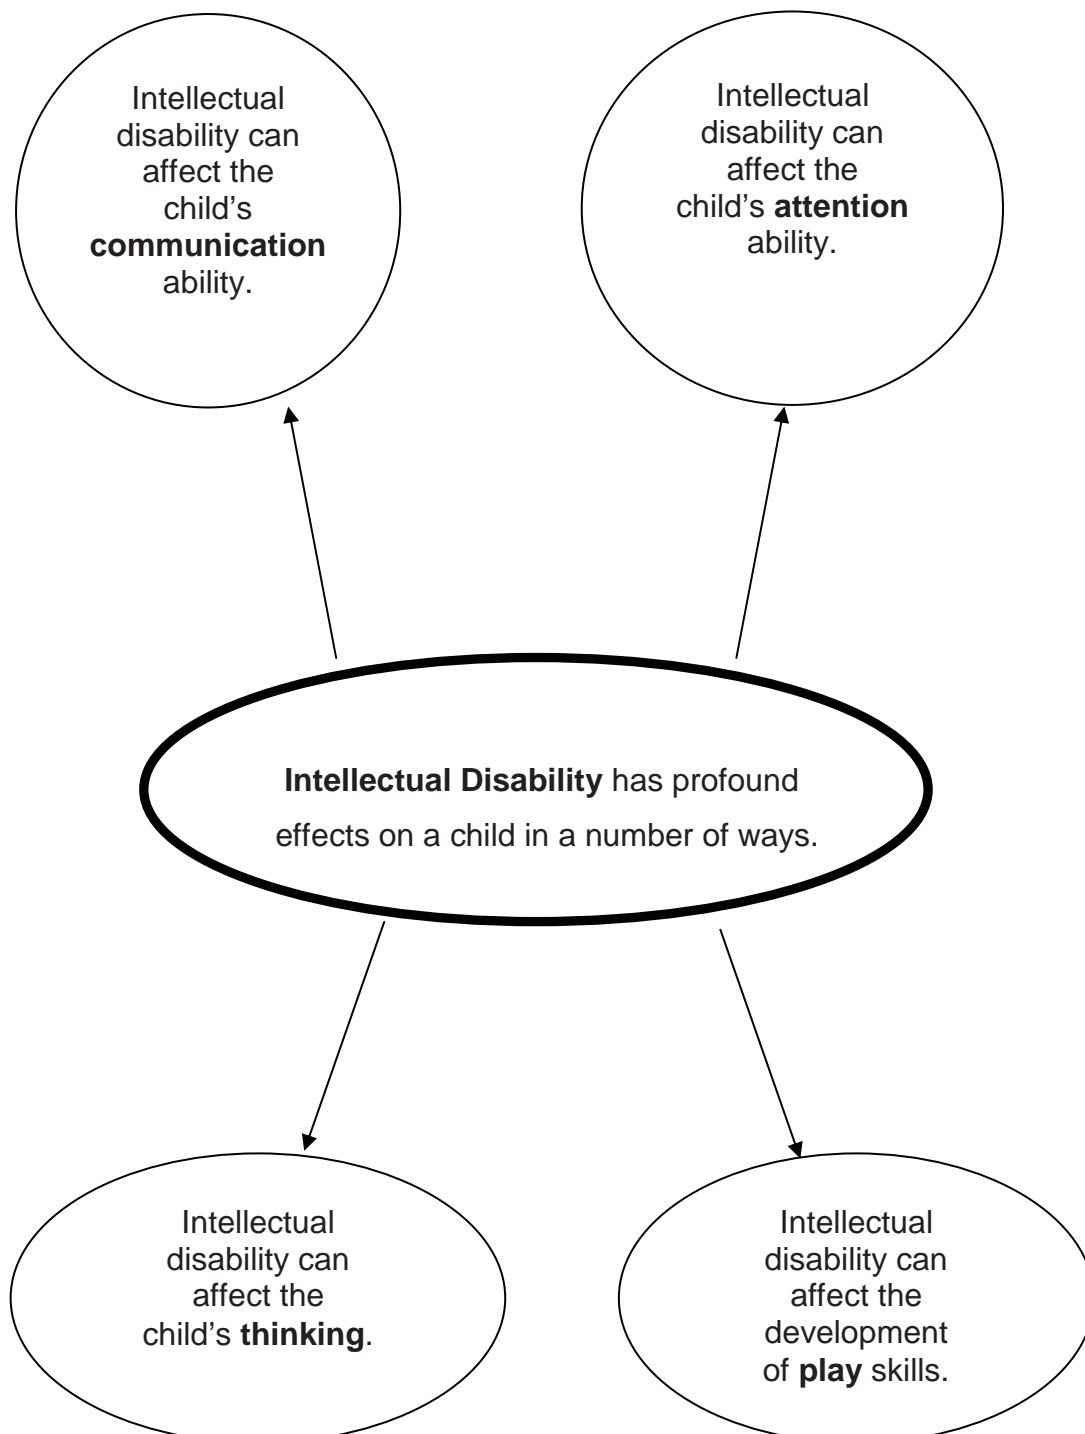 Intellectual
disability can
affect the
child’s
communication
ability.
Intellectual
disability can
affect the
child’s attention
ability.
Intellectual Disability has profound
effects on a child in a number of ways.
Intellectual
disability can
affect the
child’s thinking.
Intellectual
disability can
affect the
development
of play skills.